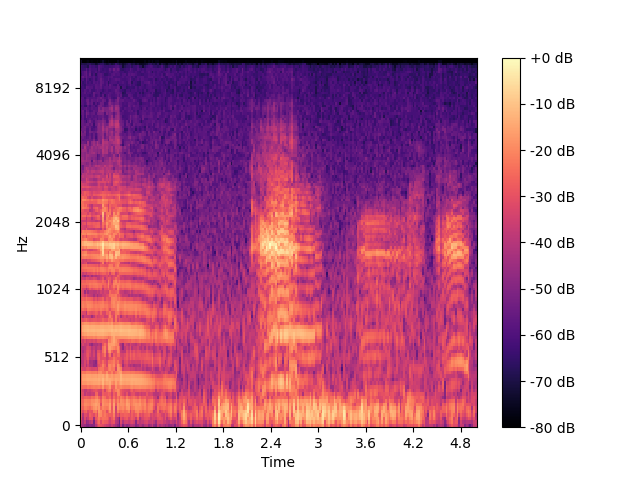 +0 dB
8192
-10 dB
4096
-20 dB
-30 dB
2048
Hz
-40 dB
1024
-50 dB
512
-60 dB
-70 dB
0
-80 dB
0 0.6 1.2 1.8 2.4 3 3.6 4.2 4.8
Time